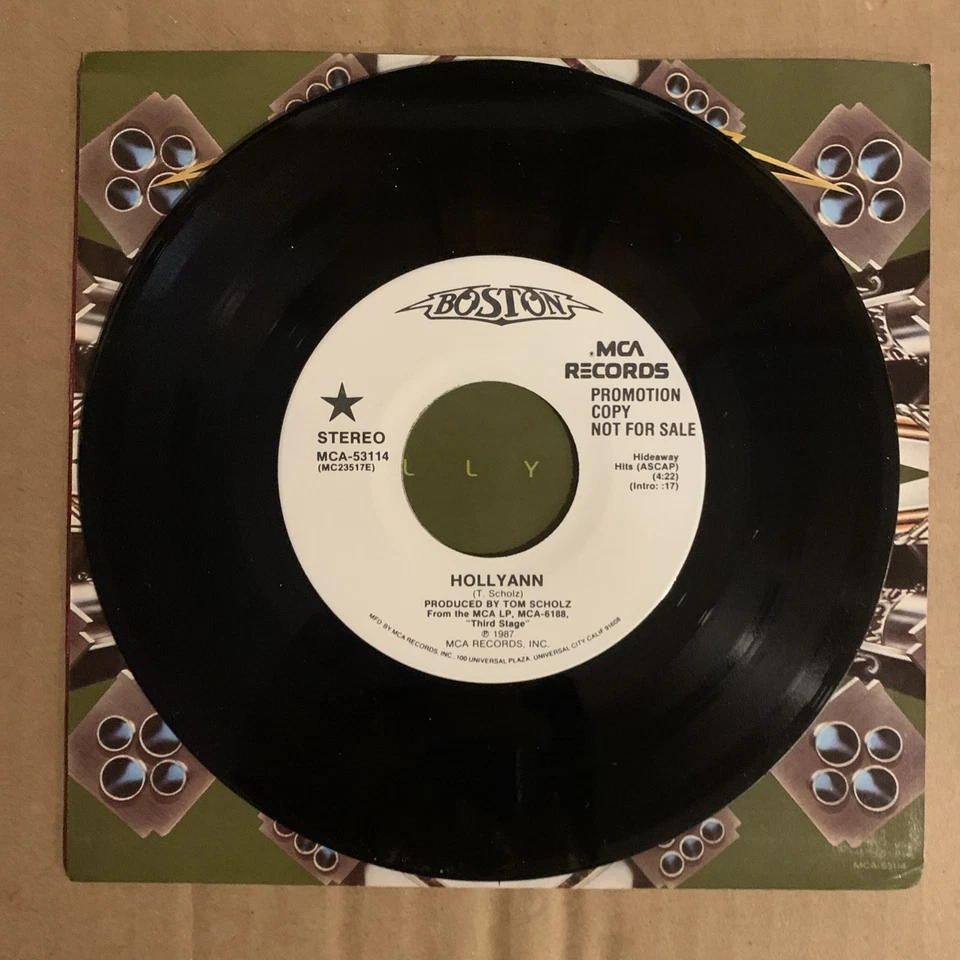 BOSTON
MCA
RECORDS
PROMOTION
COPY
NOT FOR SALE
STEREO
MCA-53114
(MC23517E)
Hideaway
Hits (ASCAP)
(4:22)
(Intro: :17)
L L Y
HOLLYANN
(T. Scholz)
PRODUCED BY TOM SCHOLZ
From the MCA LP, MCA-6188,
"Third Stage"
℗ 1987
MCA RECORDS, INC.
MFD BY MCA RECORDS, INC., 100 UNIVERSAL PLAZA, UNIVERSAL CITY, CALIF. 91608
MCA-53114